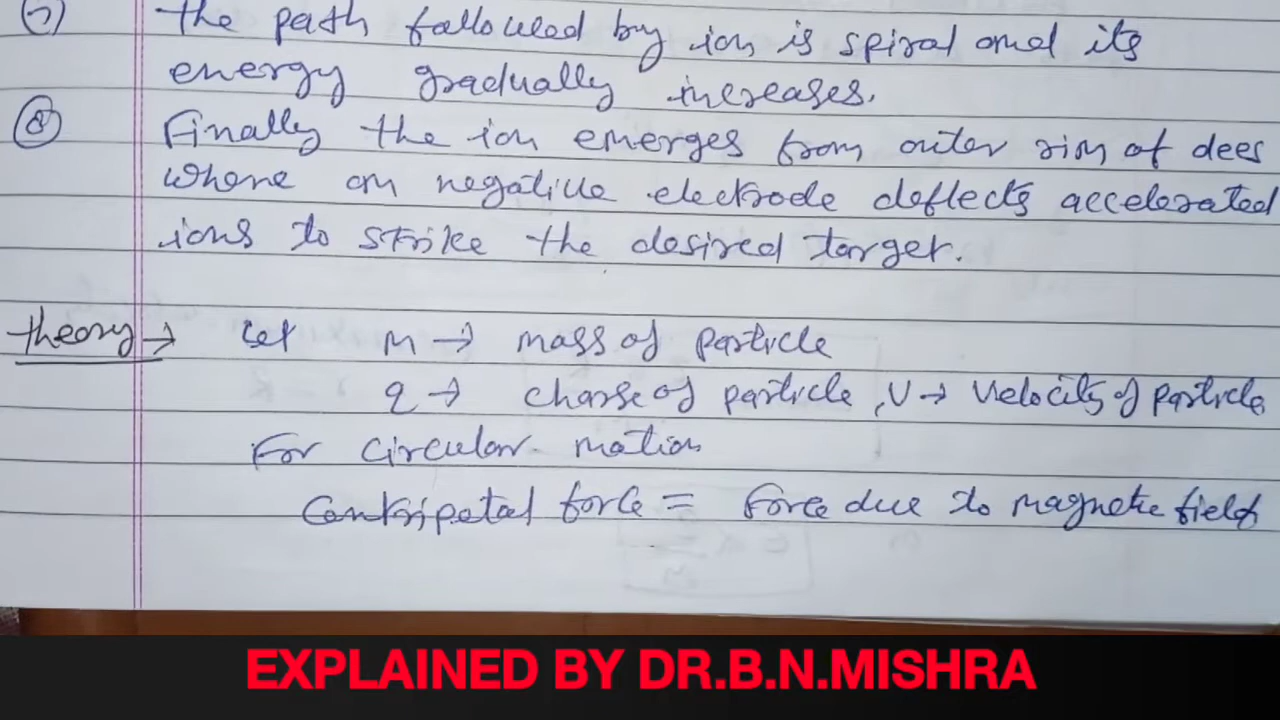 7) the path followed by ion is spiral and its
energy gradually increases.
8 Finally the ion emerges from outer rim of dees
where an negative electrode deflects accelerated
ions to strike the desired target.
theory → let M → mass of particle
q → charge of particle, V → velocity of particle
For circular motion
Centripetal force = force due to magnetic field
EXPLAINED BY DR.B.N.MISHRA